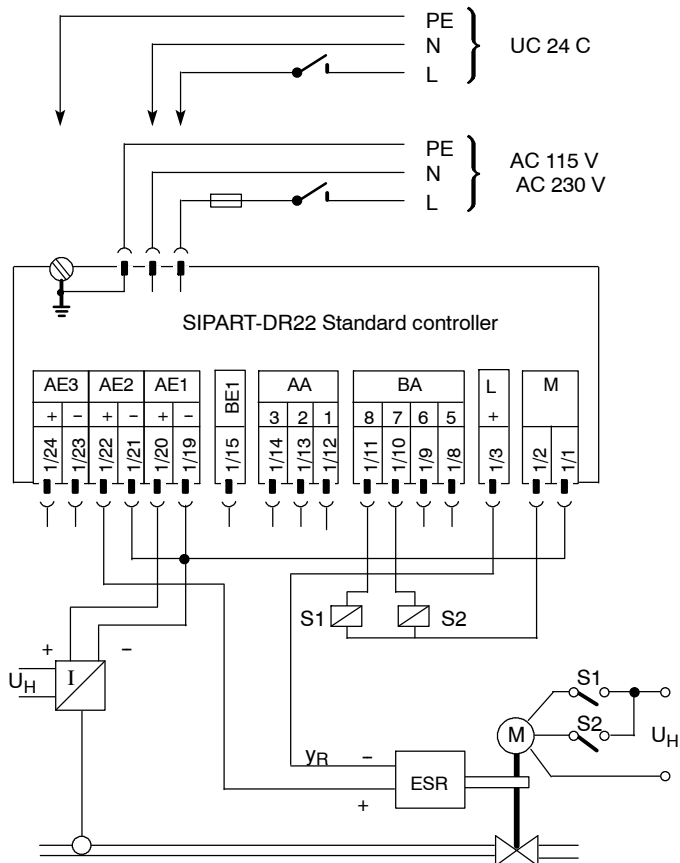 PE
N UC 24 C
L
PE
N AC 115 V
AC 230 V
L
SIPART-DR22 Standard controller
AE3 AE2 AE1 BE1 AA BA L M
+ − + − + − 3 2 1 8 7 6 5 +
1/24 1/23 1/22 1/21 1/20 1/19 1/15 1/14 1/13 1/12 1/11 1/10 1/9 1/8 1/3 1/2 1/1
S1 S2
+ −
UH I
S1
S2
M UH
yR −
ESR
+